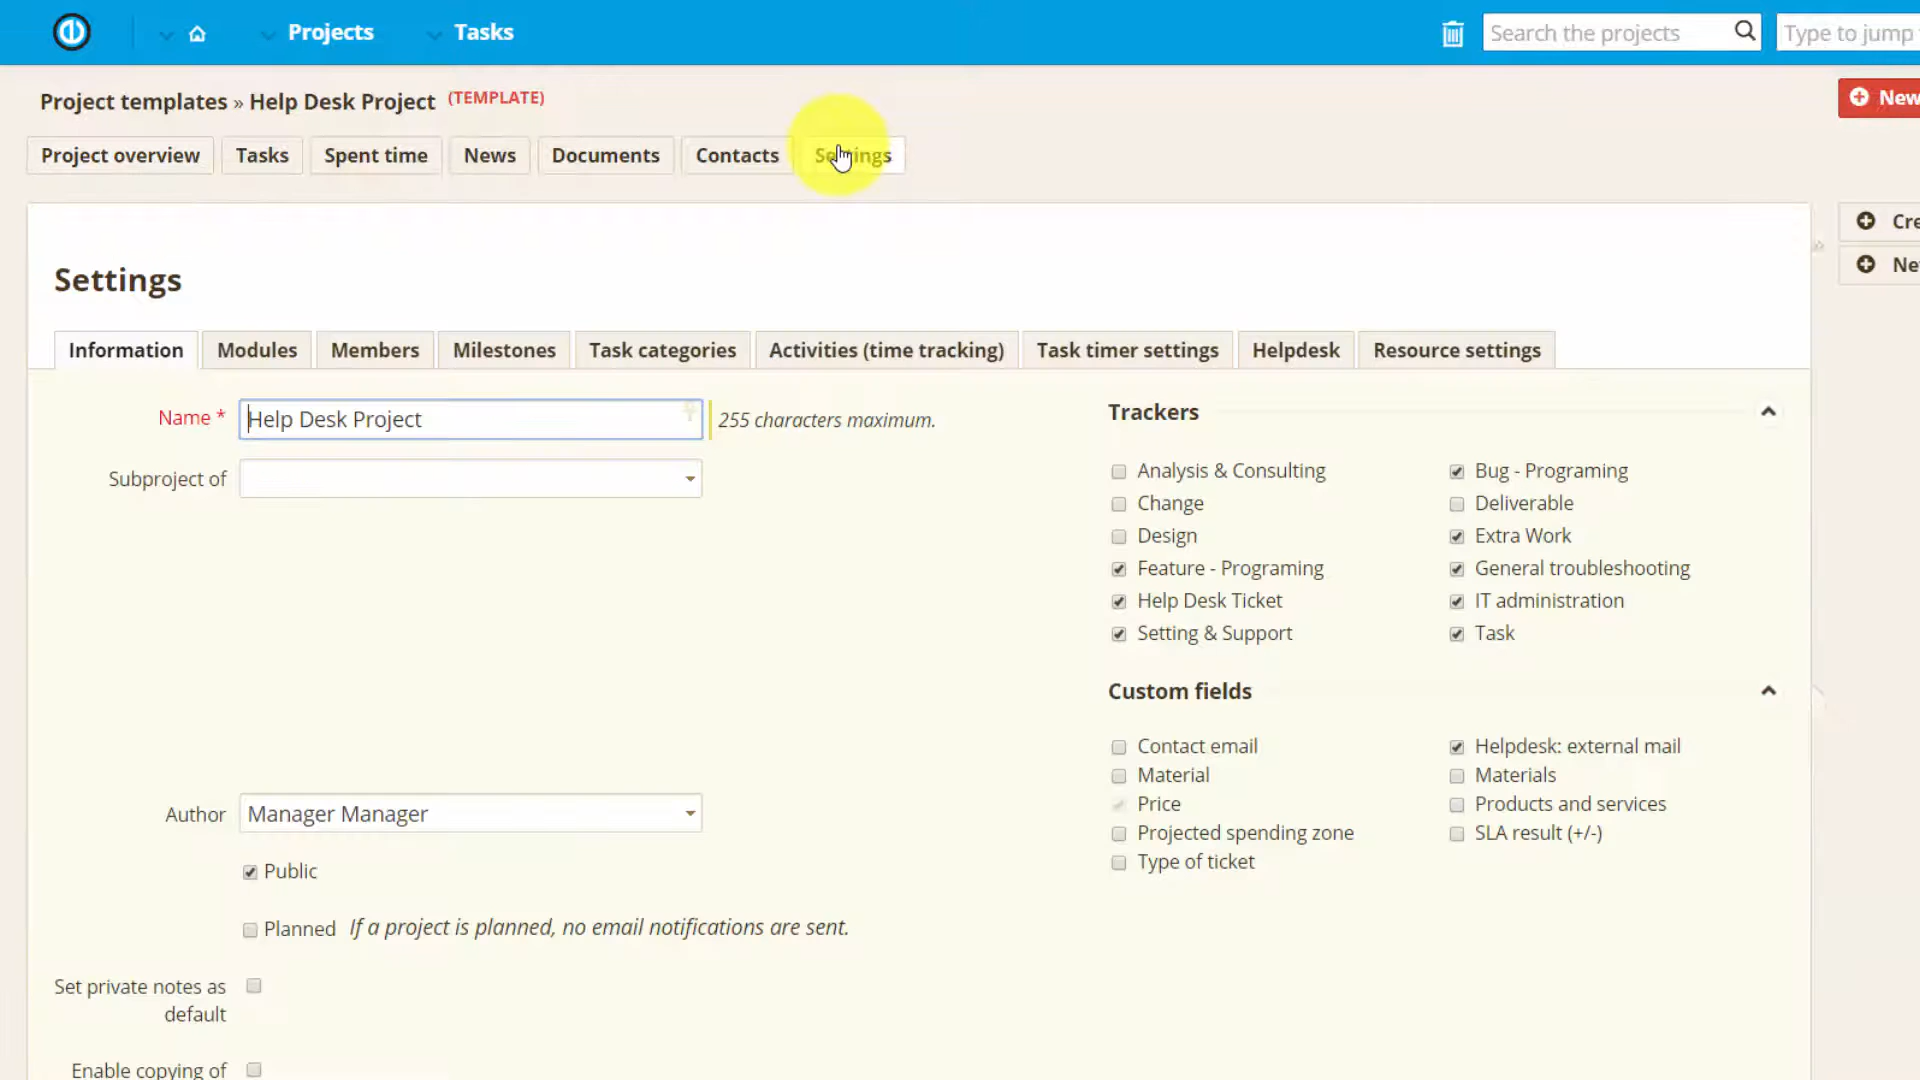 Projects
Tasks
Search the projects
Type to jump
Project templates » Help Desk Project (TEMPLATE)
New
Project overview
Tasks
Spent time
News
Documents
Contacts
Settings
Settings
Information
Modules
Members
Milestones
Task categories
Activities (time tracking)
Task timer settings
Helpdesk
Resource settings
Name * Help Desk Project 255 characters maximum.
Subproject of
Author Manager Manager
Public
Planned If a project is planned, no email notifications are sent.
Set private notes as
default
Enable copying of
Trackers
Analysis & Consulting
Bug - Programing
Change
Deliverable
Design
Extra Work
Feature - Programing
General troubleshooting
Help Desk Ticket
IT administration
Setting & Support
Task
Custom fields
Contact email
Helpdesk: external mail
Material
Materials
Price
Products and services
Projected spending zone
SLA result (+/-)
Type of ticket